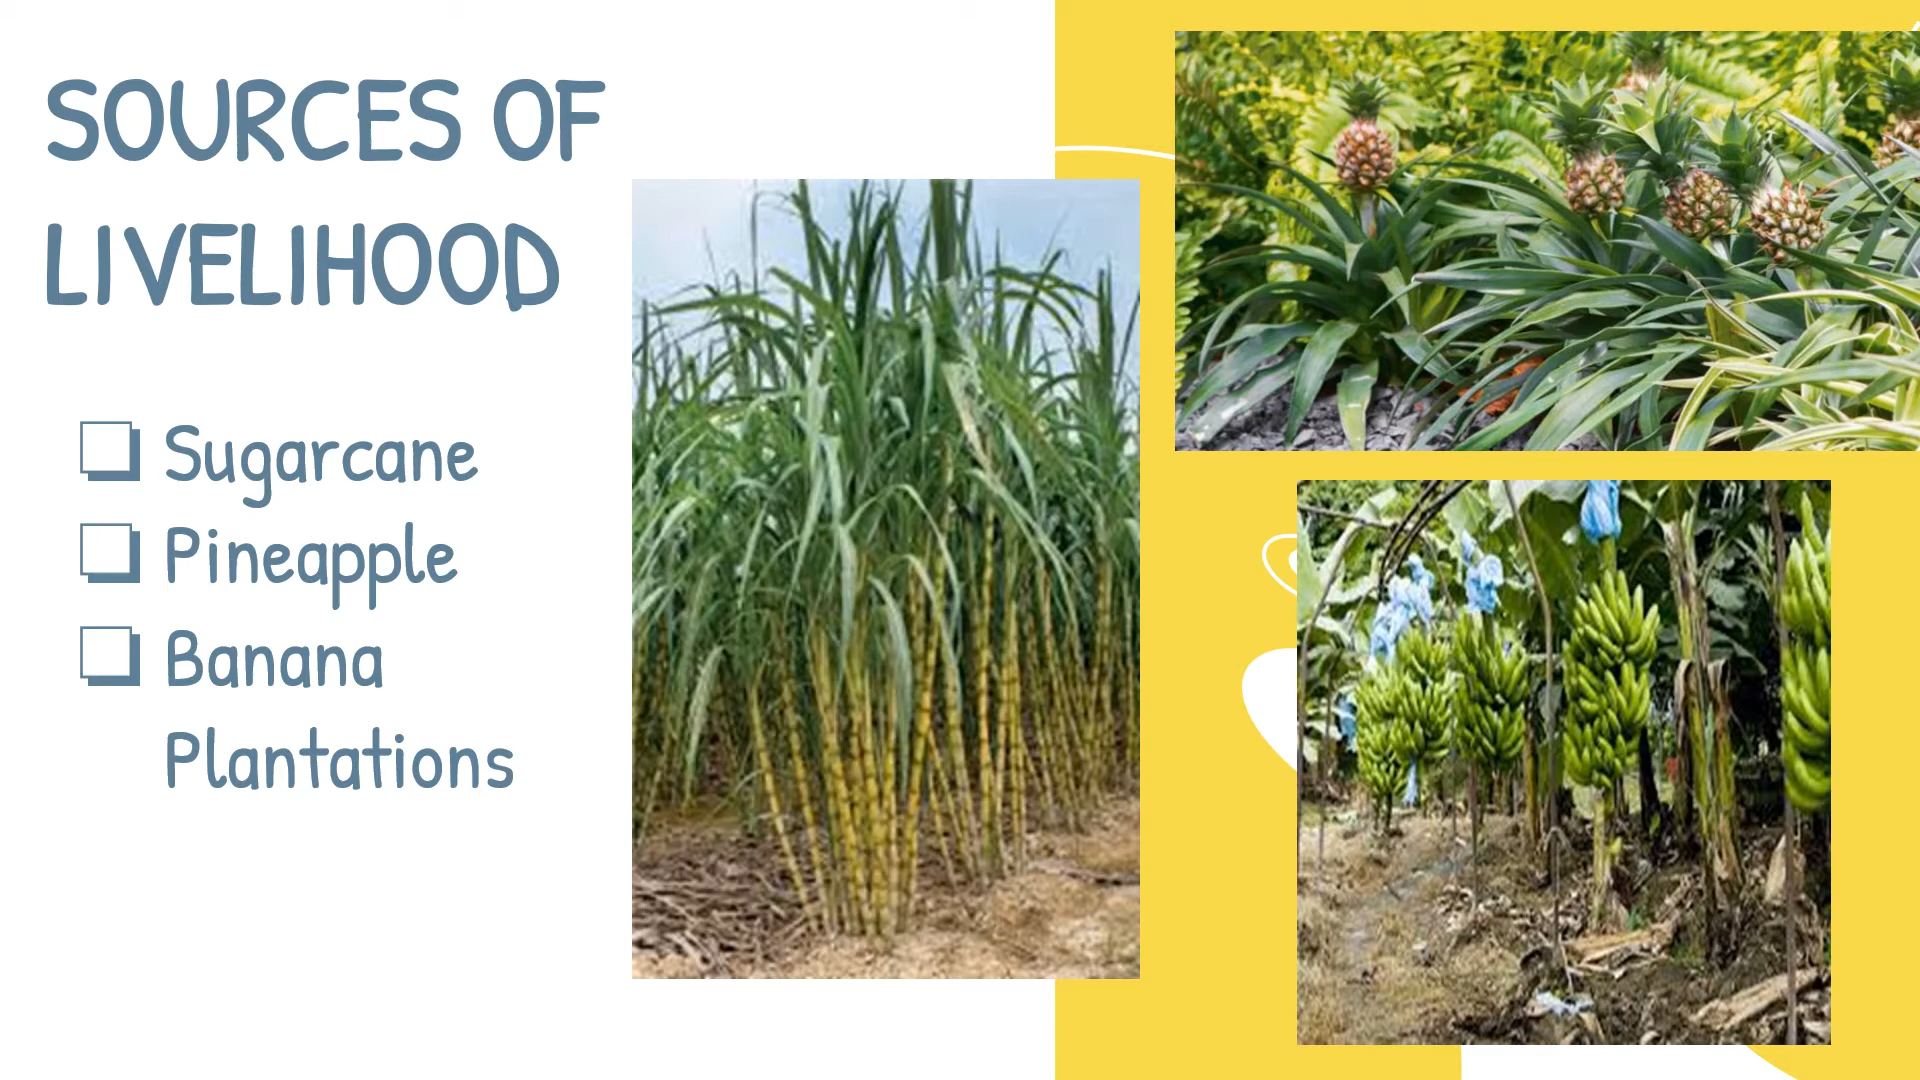 SOURCES OF
LIVELIHOOD
Sugarcane
Pineapple
Banana
Plantations